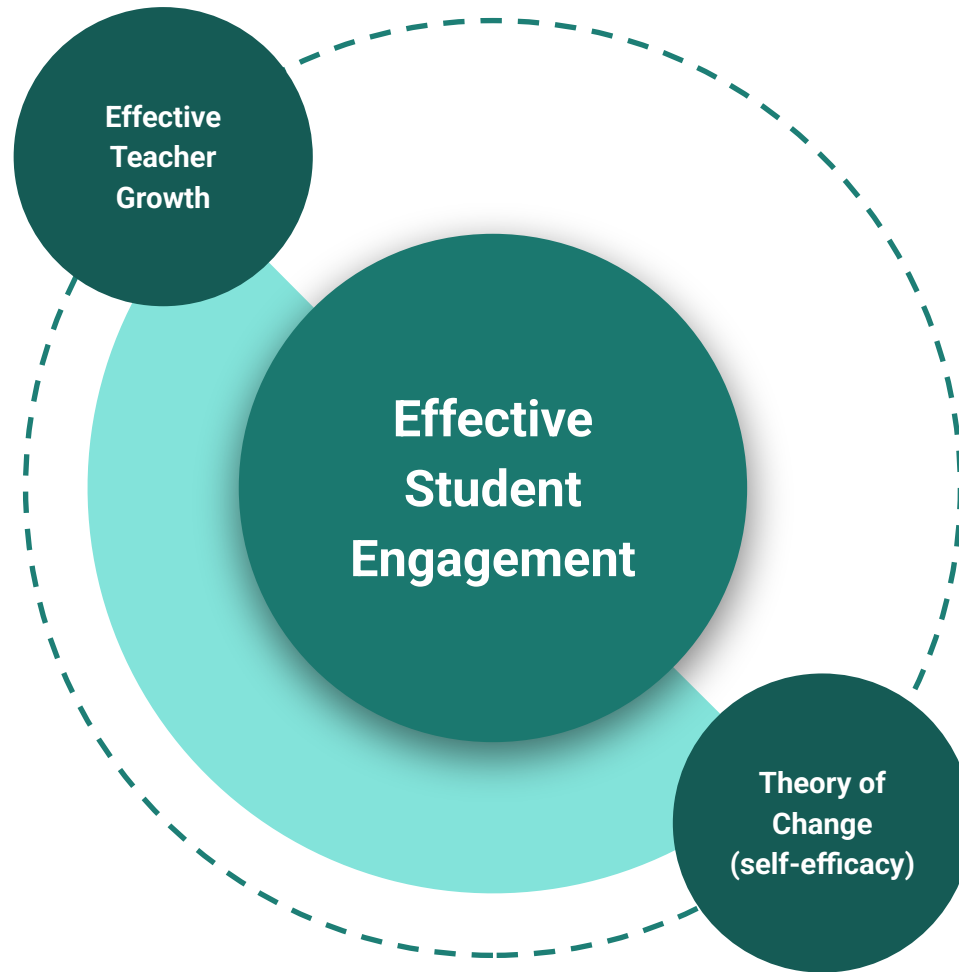 Effective
Teacher
Growth
Effective
Student
Engagement
Theory of
Change
(self-efficacy)